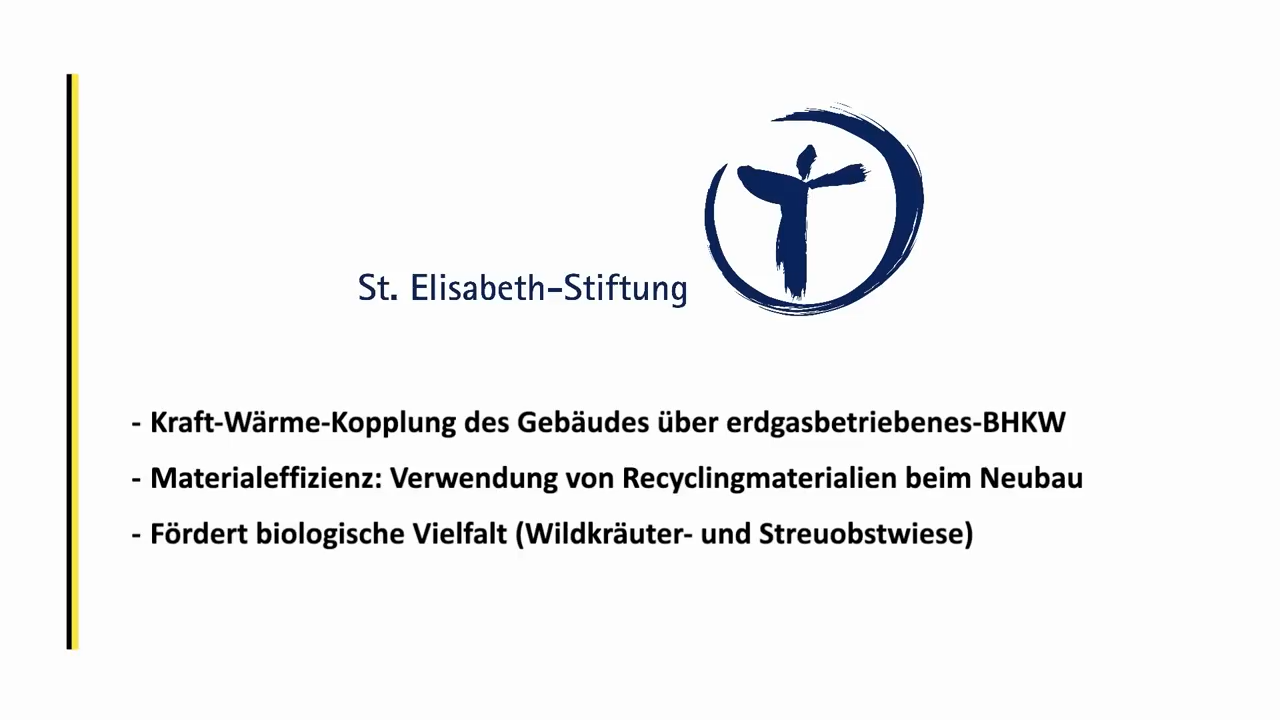 St. Elisabeth-Stiftung
- Kraft-Wärme-Kopplung des Gebäudes über erdgasbetriebenes-BHKW
- Materialeffizienz: Verwendung von Recyclingmaterialien beim Neubau
- Fördert biologische Vielfalt (Wildkräuter- und Streuobstwiese)